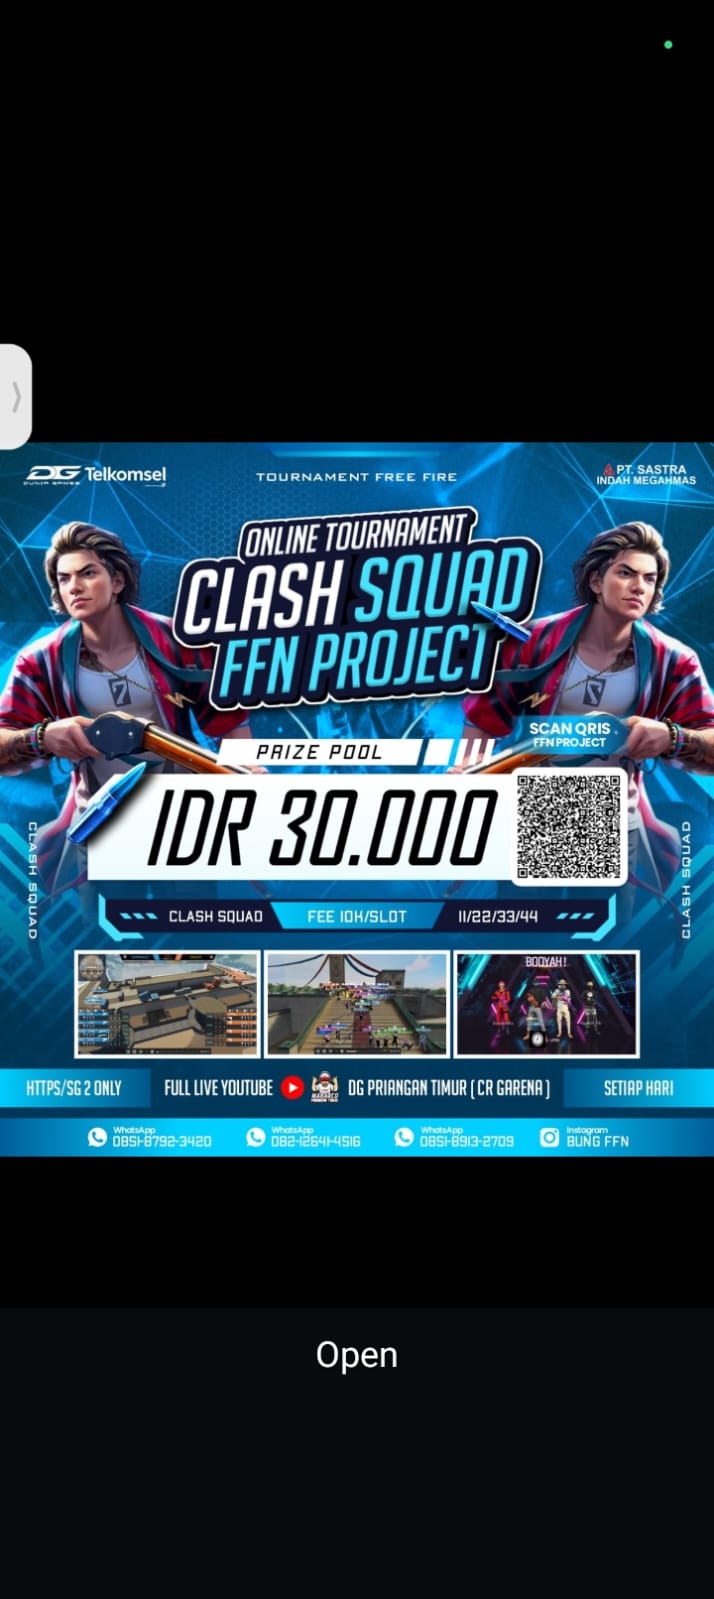 DG Telkomsel
DUNIA GAMES
TOURNAMENT FREE FIRE
PT. SASTRA
INDAH MEGAHMAS
ONLINE TOURNAMENT
CLASH SQUAD
FFN PROJECT
SCAN QRIS
FFN PROJECT
PRIZE POOL
IDR 30.000
CLASH SQUAD
CLASH SQUAD
CLASH SQUAD
FEE 10K/SLOT
11/22/33/44
BOOYAH!
HTTPS/SG 2 ONLY
FULL LIVE YOUTUBE
DG PRIANGAN TIMUR ( CR GARENA )
SETIAP HARI
WhatsApp
0851-8792-3420
WhatsApp
082-12641-4516
WhatsApp
0851-8913-2709
Instagram
BUNG FFN
Open